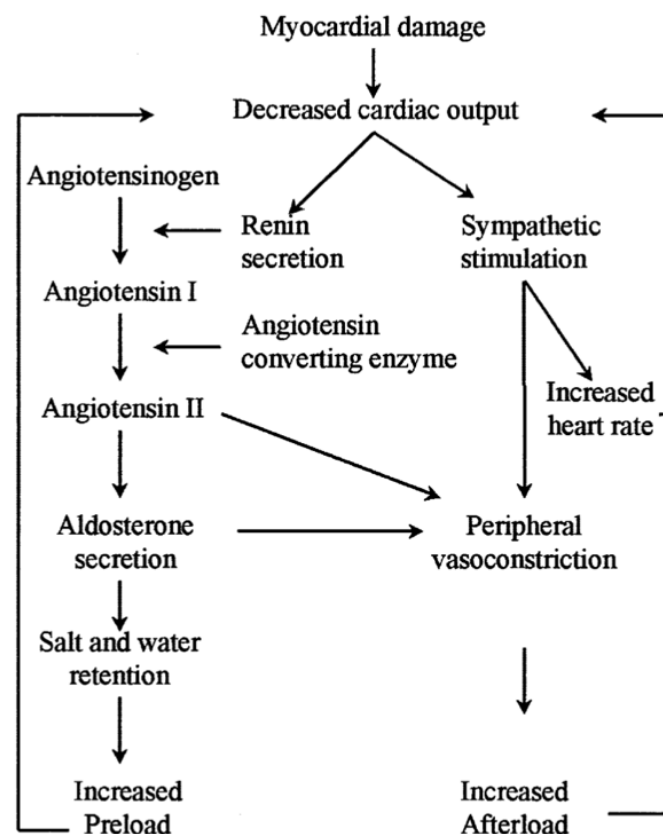 Myocardial damage
Decreased cardiac output
Angiotensinogen
Renin
secretion
Sympathetic
stimulation
Angiotensin I
Angiotensin
converting enzyme
Angiotensin II
Increased
heart rate
Aldosterone
secretion
Peripheral
vasoconstriction
Salt and water
retention
Increased
Preload
Increased
Afterload